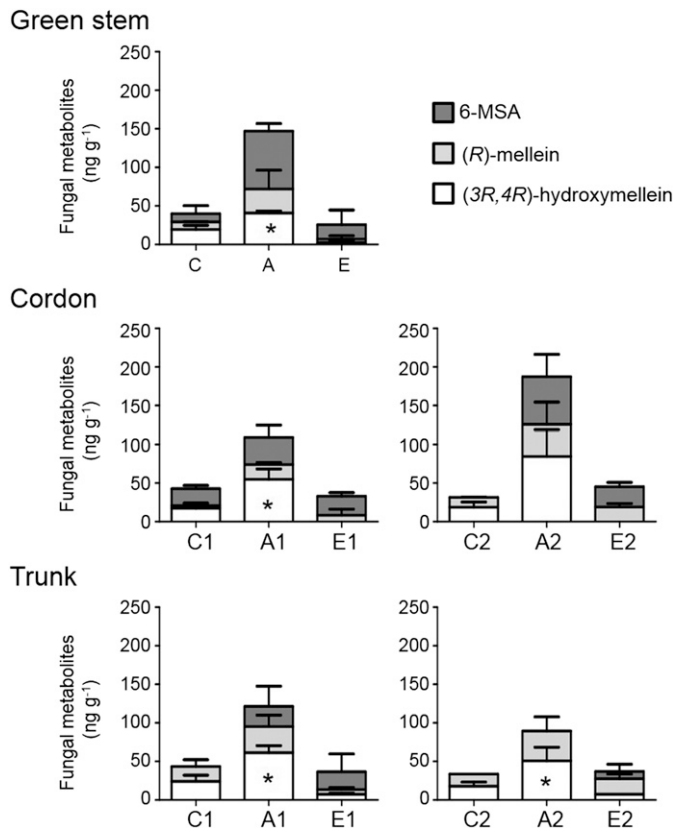 Green stem
Fungal metabolites
(ng g⁻¹)
250
200
150
100
50
0
*
C A E
6-MSA
(R)-mellein
(3R,4R)-hydroxymellein
Cordon
Fungal metabolites
(ng g⁻¹)
250
200
150
100
50
0
*
C1 A1 E1
250
200
150
100
50
0
C2 A2 E2
Trunk
Fungal metabolites
(ng g⁻¹)
250
200
150
100
50
0
*
C1 A1 E1
250
200
150
100
50
0
*
C2 A2 E2